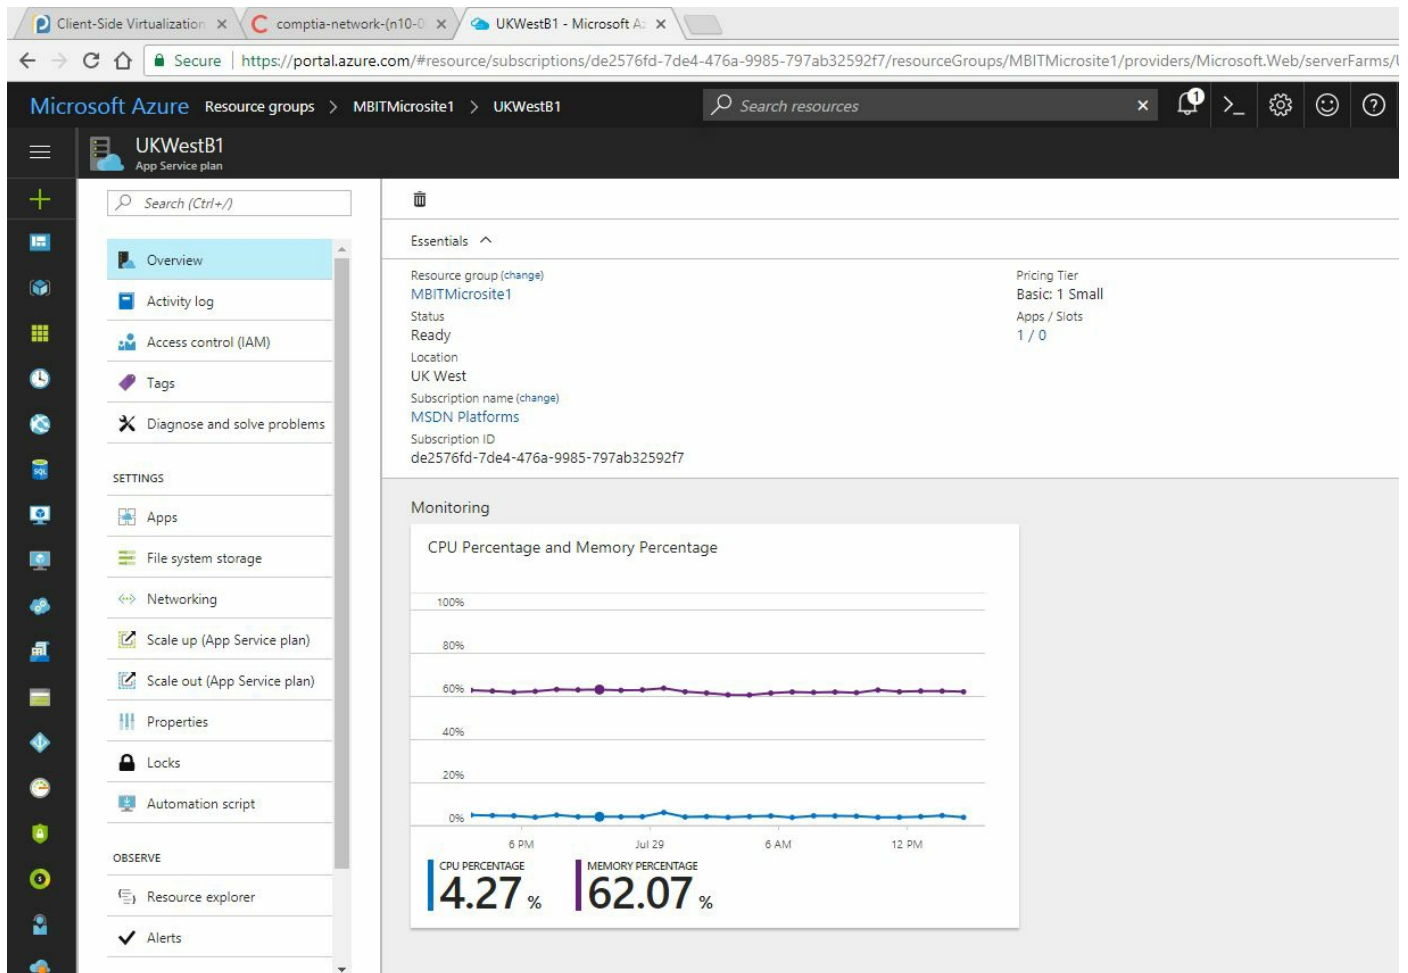 Client-Side Virtualization
comptia-network-(n10-0
UKWestB1 - Microsoft A
Secure | https://portal.azure.com/#resource/subscriptions/de2576fd-7de4-476a-9985-797ab32592f7/resourceGroups/MBITMicrosite1/providers/Microsoft.Web/serverFarms/
Microsoft Azure Resource groups > MBITMicrosite1 > UKWestB1
Search resources
1
UKWestB1
App Service plan
Search (Ctrl+/)
Overview
Activity log
Access control (IAM)
Tags
Diagnose and solve problems
SETTINGS
Apps
File system storage
Networking
Scale up (App Service plan)
Scale out (App Service plan)
Properties
Locks
Automation script
OBSERVE
Resource explorer
Alerts
Essentials
Resource group (change)
MBITMicrosite1
Status
Ready
Location
UK West
Subscription name (change)
MSDN Platforms
Subscription ID
de2576fd-7de4-476a-9985-797ab32592f7
Pricing Tier
Basic: 1 Small
Apps / Slots
1 / 0
Monitoring
CPU Percentage and Memory Percentage
100%
80%
60%
40%
20%
0%
6 PM Jul 29 6 AM 12 PM
CPU PERCENTAGE
4.27 %
MEMORY PERCENTAGE
62.07 %